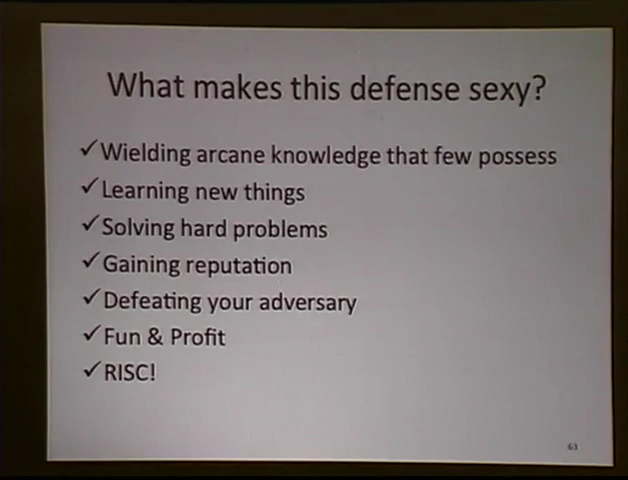 What makes this defense sexy?
✓Wielding arcane knowledge that few possess
✓Learning new things
✓Solving hard problems
✓Gaining reputation
✓Defeating your adversary
✓Fun & Profit
✓RISC!
63